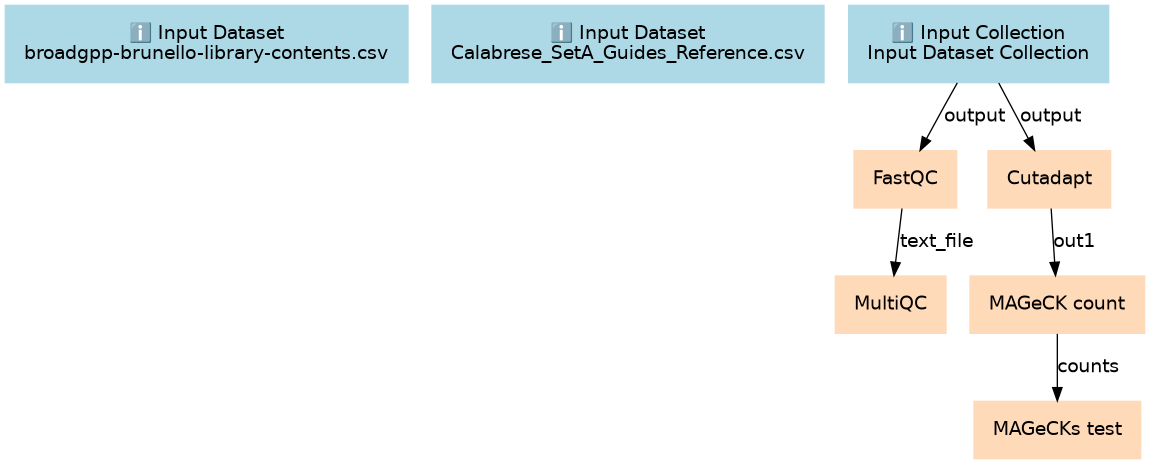 ℹ️ Input Dataset
broadgpp-brunello-library-contents.csv
ℹ️ Input Dataset
Calabrese_SetA_Guides_Reference.csv
ℹ️ Input Collection
Input Dataset Collection
output
output
FastQC
Cutadapt
text_file
out1
MultiQC
MAGeCK count
counts
MAGeCKs test